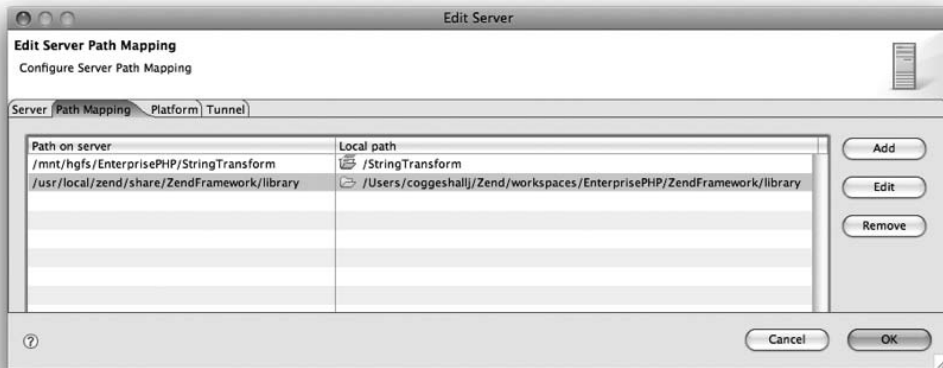 Edit Server
Edit Server Path Mapping
Configure Server Path Mapping
Server Path Mapping Platform Tunnel
Path on server Local path
/mnt/hgfs/EnterprisePHP/StringTransform /StringTransform
/usr/local/zend/share/ZendFramework/library /Users/coggeshallj/Zend/workspaces/EnterprisePHP/ZendFramework/library
Add
Edit
Remove
?
Cancel OK